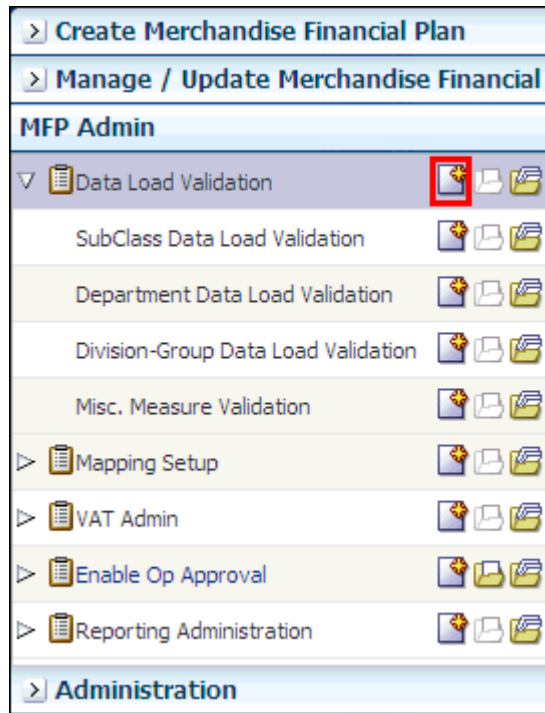 Create Merchandise Financial Plan
Manage / Update Merchandise Financial
MFP Admin
Data Load Validation
SubClass Data Load Validation
Department Data Load Validation
Division-Group Data Load Validation
Misc. Measure Validation
Mapping Setup
VAT Admin
Enable Op Approval
Reporting Administration
Administration